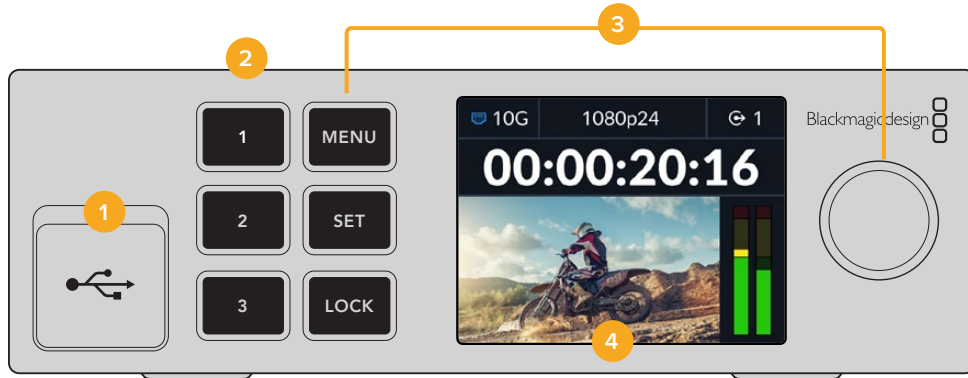 3
2
1 MENU
10G 1080p24 1
Blackmagicdesign
00:00:20:16
1
2 SET
3 LOCK
4